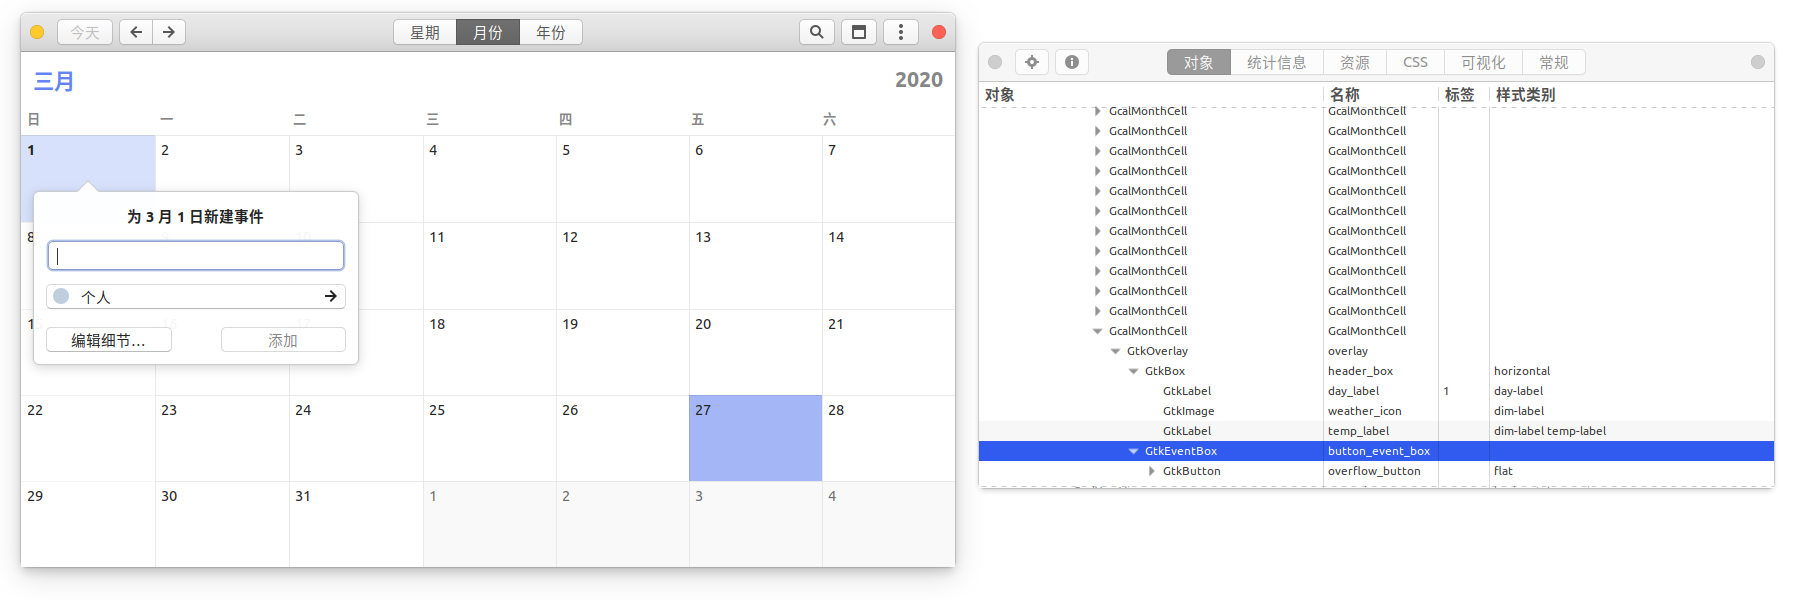 今天 星期 月份 年份
三月 2020
日 一 二 三 四 五 六
1 2 3 4 5 6 7
为 3 月 1 日新建事件
8 9 10 11 12 13 14
个人
16 17 18 19 20 21
编辑细节... 添加
22 23 24 25 26 27 28
29 30 31 1 2 3 4
对象 统计信息 资源 CSS 可视化 常规
对象 名称 标签 样式类别
GcalMonthCell GcalMonthCell
GcalMonthCell GcalMonthCell
GcalMonthCell GcalMonthCell
GcalMonthCell GcalMonthCell
GcalMonthCell GcalMonthCell
GcalMonthCell GcalMonthCell
GcalMonthCell GcalMonthCell
GcalMonthCell GcalMonthCell
GcalMonthCell GcalMonthCell
GcalMonthCell GcalMonthCell
GcalMonthCell GcalMonthCell
GcalMonthCell GcalMonthCell
GtkOverlay overlay
GtkBox header_box horizontal
GtkLabel day_label 1 day-label
GtkImage weather_icon dim-label
GtkLabel temp_label dim-label temp-label
GtkEventBox button_event_box
GtkButton overflow_button flat